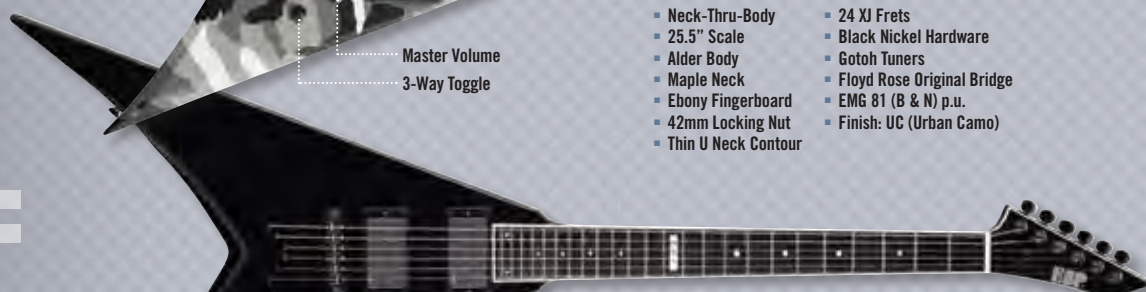 Master Volume
3-Way Toggle
Neck-Thru-Body
25.5” Scale
Alder Body
Maple Neck
Ebony Fingerboard
42mm Locking Nut
Thin U Neck Contour
24 XJ Frets
Black Nickel Hardware
Gotoh Tuners
Floyd Rose Original Bridge
EMG 81 (B & N) p.u.
Finish: UC (Urban Camo)
ESP